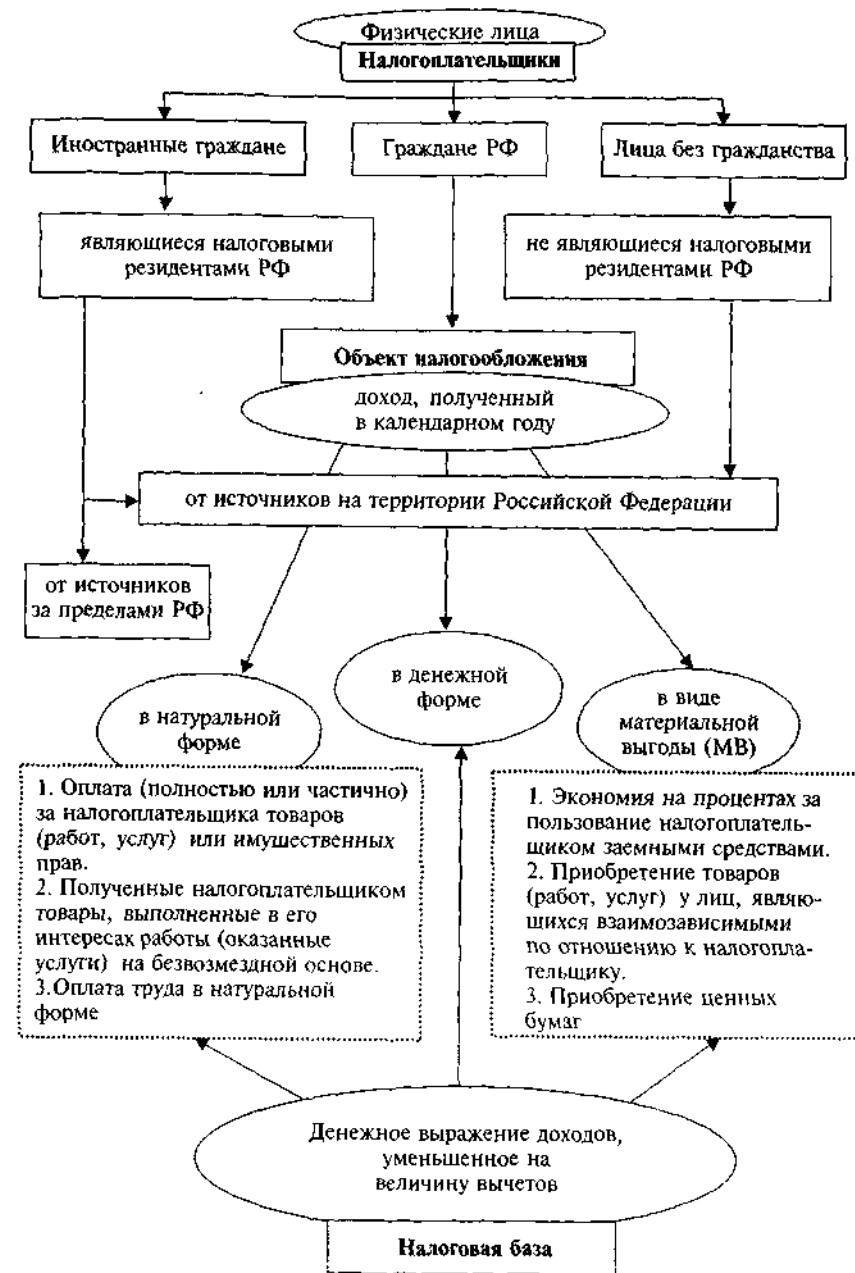 Физические лица
Налогоплательщики
Иностранные граждане
Граждане РФ
Лица без гражданства
являющиеся налоговыми
резидентами РФ
не являющиеся налоговыми
резидентами РФ
Объект налогообложения
доход, полученный
в календарном году
от источников на территории Российской Федерации
от источников
за пределами РФ
в натуральной
форме
в денежной
форме
в виде
материальной
выгоды (МВ)
1. Оплата (полностью или частично)
за налогоплательщика товаров
(работ, услуг) или имущественных
прав.
2. Полученные налогоплательщиком
товары, выполненные в его
интересах работы (оказанные
услуги) на безвозмездной основе.
3.Оплата труда в натуральной
форме
1. Экономия на процентах за
пользование налогоплатель-
щиком заемными средствами.
2. Приобретение товаров
(работ, услуг) у лиц, являю-
щихся взаимозависимыми
по отношению к налогопла-
тельщику.
3. Приобретение ценных
бумаг
Денежное выражение доходов,
уменьшенное на
величину вычетов
Налоговая база